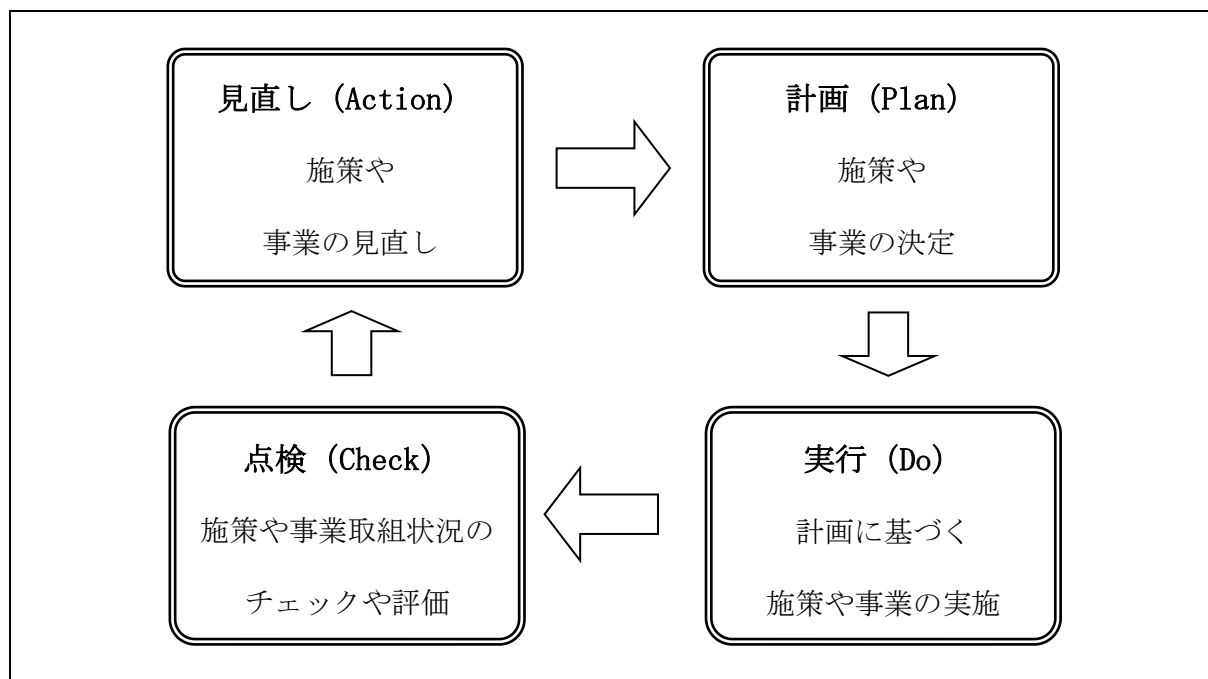 見直し (Action)
施策や
事業の見直し
計画 (Plan)
施策や
事業の決定
点検 (Check)
施策や事業取組状況の
チェックや評価
実行 (Do)
計画に基づく
施策や事業の実施